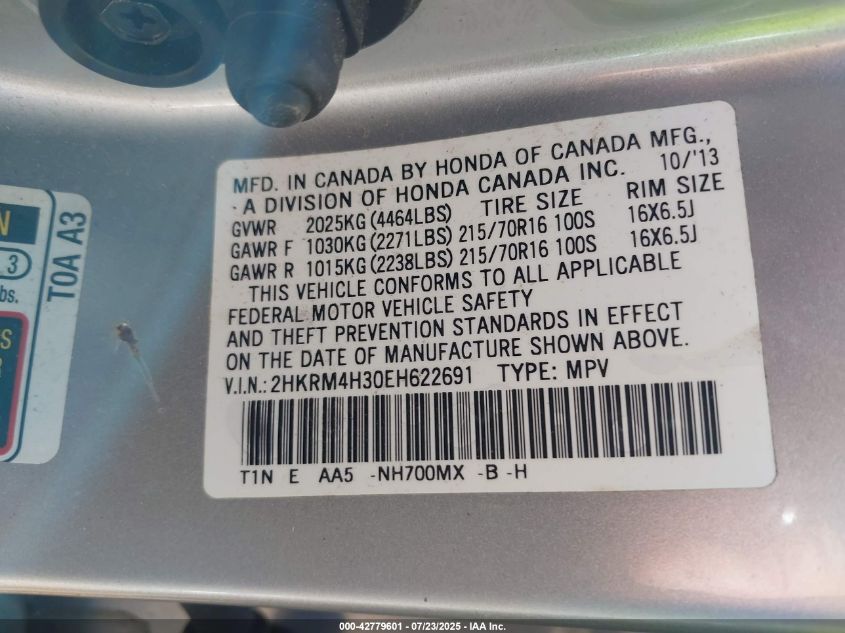 MFD. IN CANADA BY HONDA OF CANADA MFG.,
A DIVISION OF HONDA CANADA INC. 10/'13
GVWR 2025KG (4464LBS) TIRE SIZE RIM SIZE
GAWR F 1030KG (2271LBS) 215/70R16 100S 16X6.5J
GAWR R 1015KG (2238LBS) 215/70R16 100S 16X6.5J
THIS VEHICLE CONFORMS TO ALL APPLICABLE
FEDERAL MOTOR VEHICLE SAFETY
AND THEFT PREVENTION STANDARDS IN EFFECT
ON THE DATE OF MANUFACTURE SHOWN ABOVE.
V.I.N.: 2HKRM4H30EH622691 TYPE: MPV
T1N E AA5 -NH700MX -B -H
N
3
bs.
S
R
T0A A3
000-42779601 - 07/23/2025 - IAA Inc.